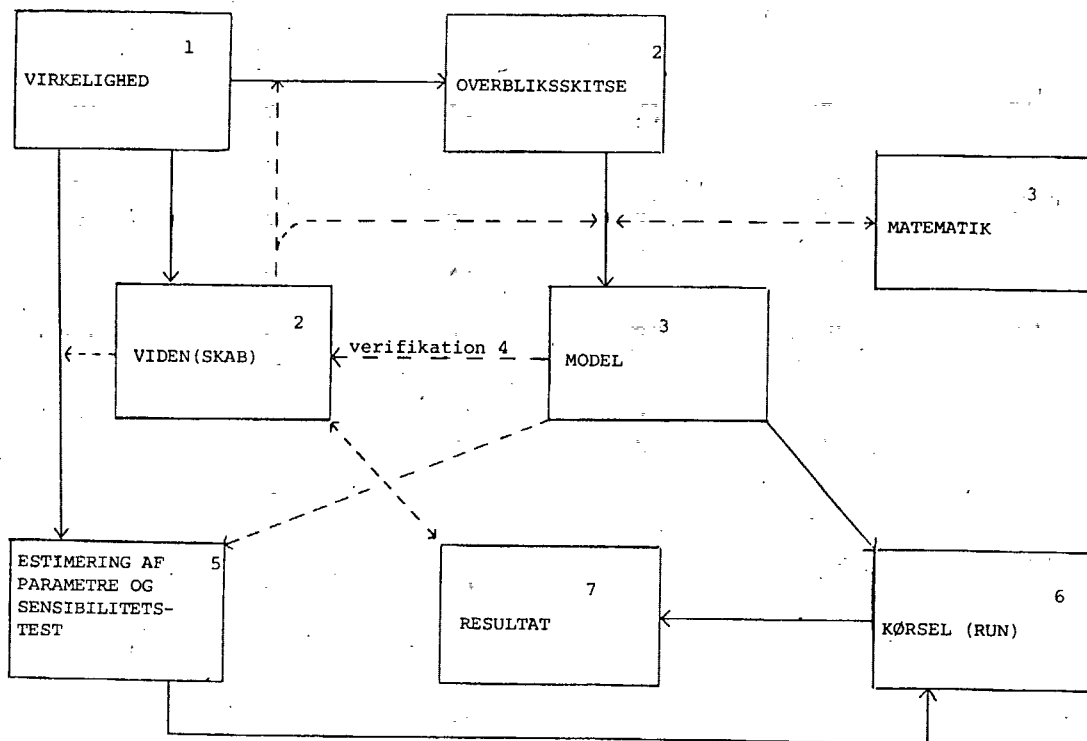 1
VIRKELIGHED
2
OVERBLIKSSKITSE
3
MATEMATIK
2
VIDEN(SKAB)
verifikation 4
3
MODEL
ESTIMERING AF
5
PARAMETRE OG
SENSIBILITETS-
TEST
7
RESULTAT
6
KØRSEL (RUN)